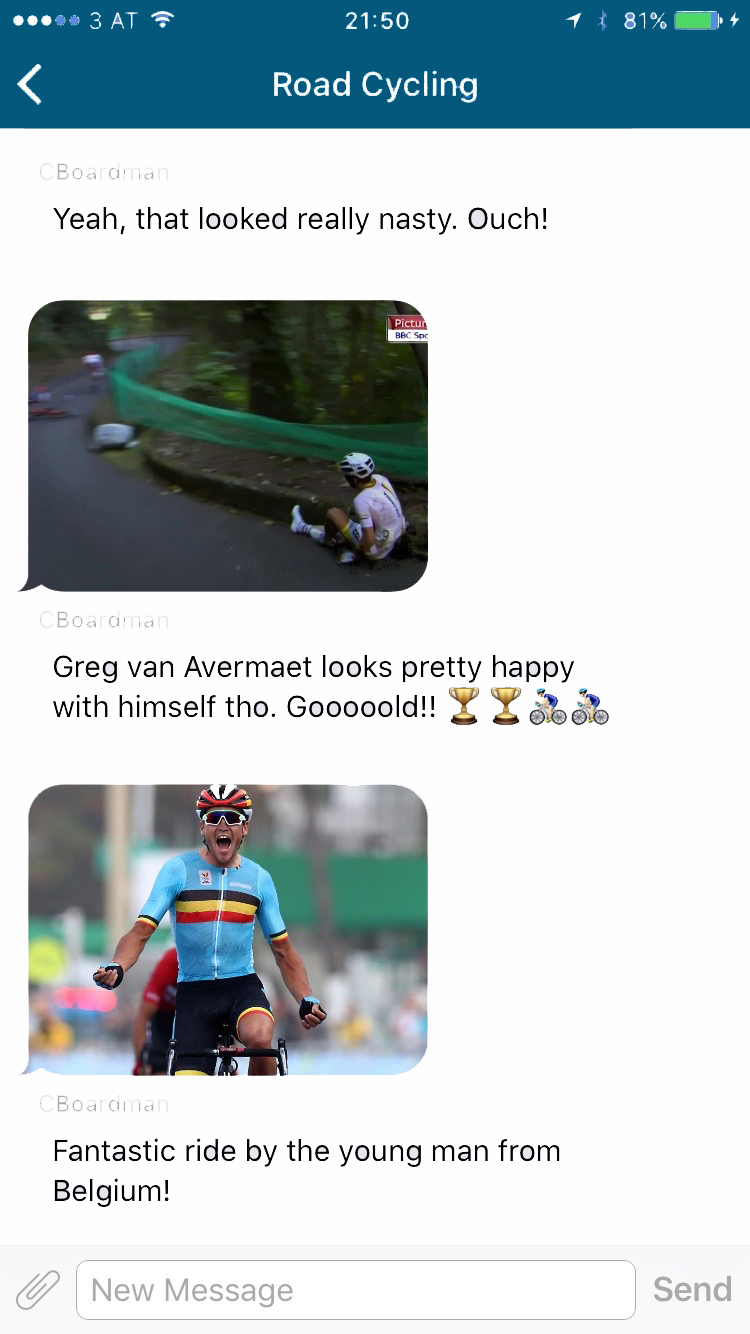 3 AT 21:50 81%
Road Cycling
CBoardman
Yeah, that looked really nasty. Ouch!
Pictur
BBC Spo
CBoardman
Greg van Avermaet looks pretty happy
with himself tho. Gooooold!! 🏆 🏆 🚴 🚴
CBoardman
Fantastic ride by the young man from
Belgium!
New Message Send